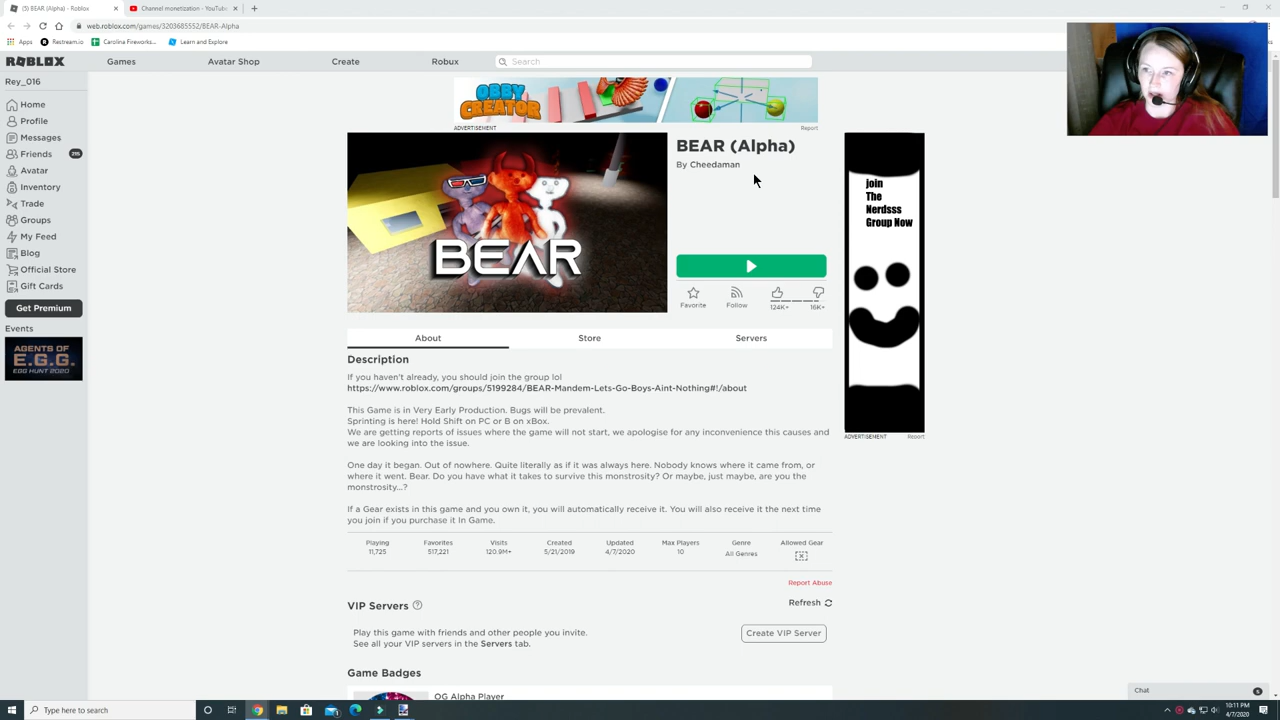 (5) BEAR (Alpha) - Roblox
Channel monetization - YouTub
web.roblox.com/games/3203685552/BEAR-Alpha
Apps
Restream.io
Carolina Fireworks...
Learn and Explore
ROBLOX
Games
Avatar Shop
Create
Robux
Search
Rey_016
Home
Profile
Messages
Friends
Avatar
Inventory
Trade
Groups
My Feed
Blog
Official Store
Gift Cards
Get Premium
Events
AGENTS OF
E.G.G.
EGG HUNT 2020
OBBY
CREATOR
ADVERTISEMENT
Report
BEAR
BEAR (Alpha)
By Cheedaman
Favorite
Follow
124K+
16K+
join
The
Nerdsss
Group Now
ADVERTISEMENT
Report
About
Store
Servers
Description
If you haven't already, you should join the group lol
https://www.roblox.com/groups/5199284/BEAR-Mandem-Lets-Go-Boys-Aint-Nothing#!/about
This Game is in Very Early Production. Bugs will be prevalent.
Sprinting is here! Hold Shift on PC or B on xBox.
We are getting reports of issues where the game will not start, we apologise for any inconvenience this causes and
we are looking into the issue.
One day it began. Out of nowhere. Quite literally as if it was always here. Nobody knows where it came from, or
where it went. Bear. Do you have what it takes to survive this monstrosity? Or maybe, just maybe, are you the
monstrosity...?
If a Gear exists in this game and you own it, you will automatically receive it. You will also receive it the next time
you join if you purchase it In Game.
Playing
Favorites
Visits
Created
Updated
Max Players
Genre
Allowed Gear
11,725
517,221
120.9M+
5/21/2019
4/7/2020
10
All Genres
Report Abuse
VIP Servers
Refresh
Play this game with friends and other people you invite.
See all your VIP servers in the Servers tab.
Create VIP Server
Game Badges
OG Alpha Player
Chat
Type here to search
10:11 PM
4/7/2020